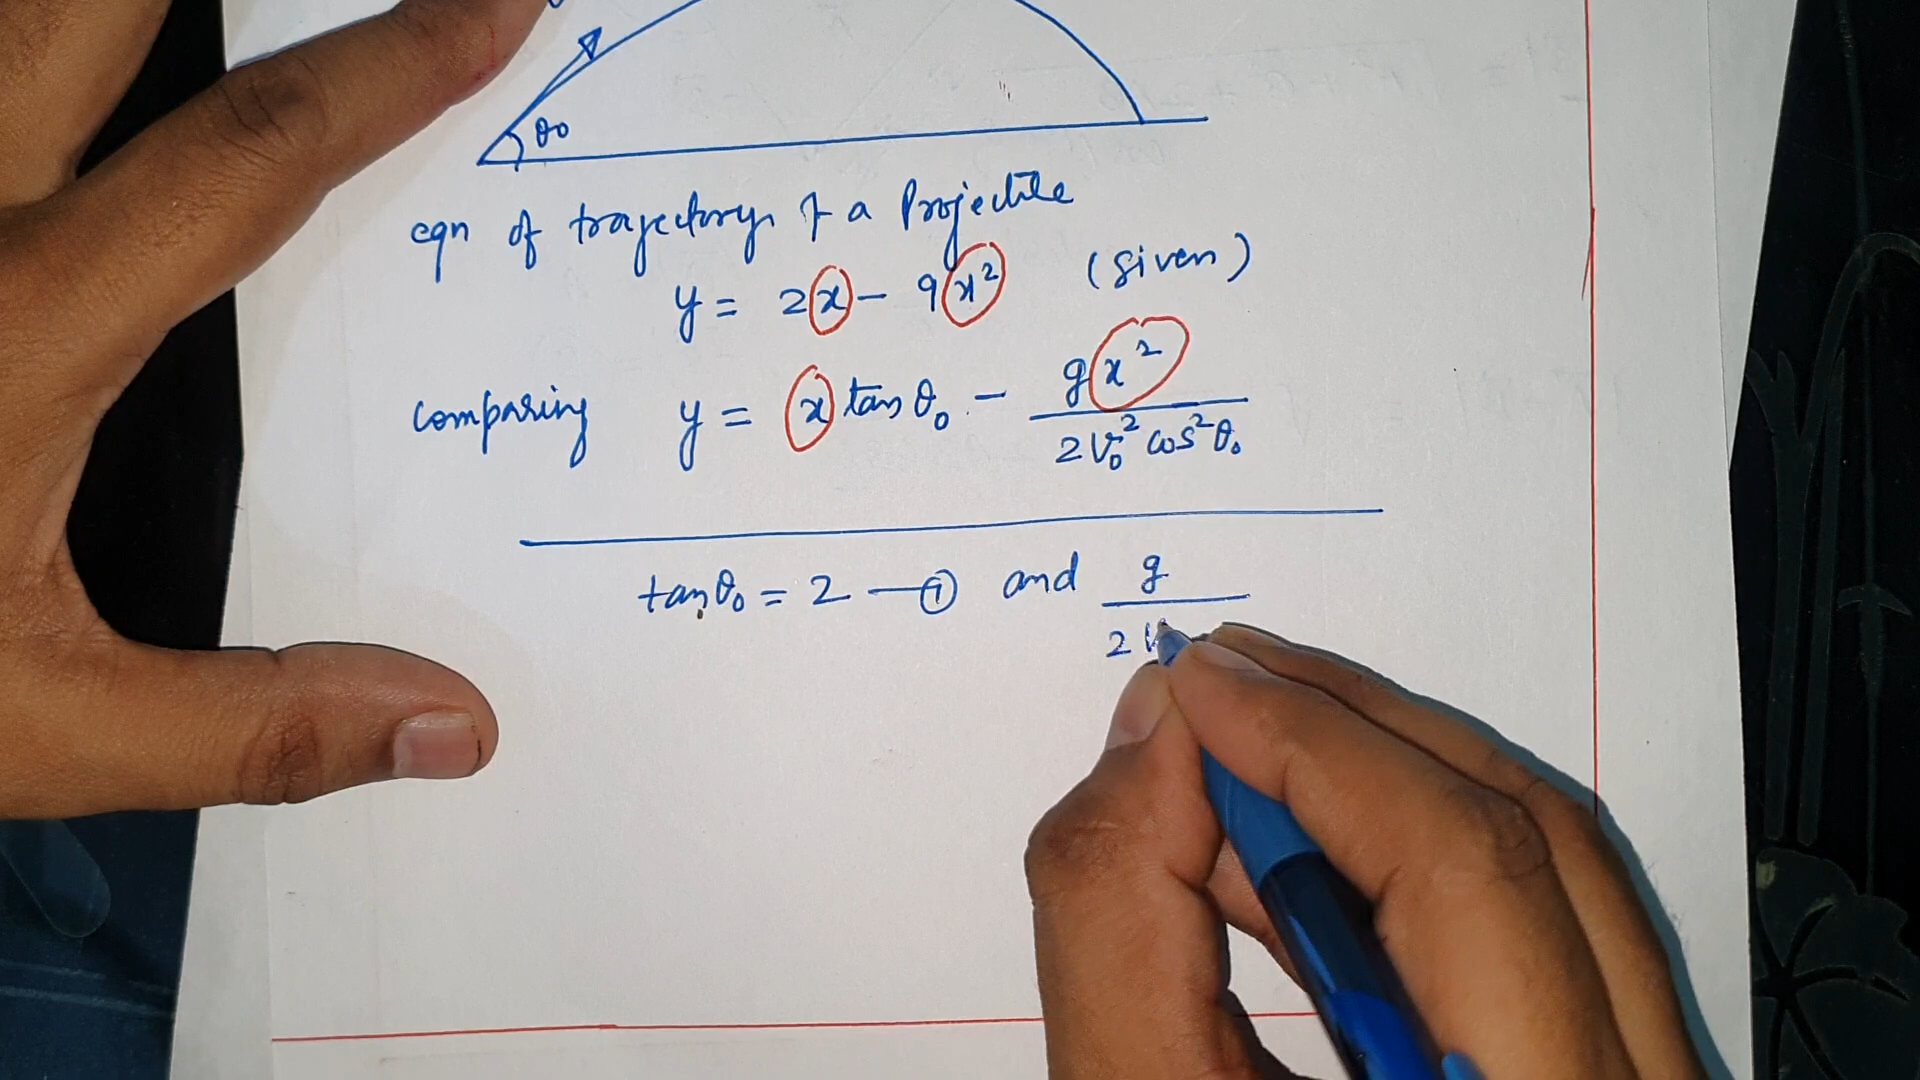 θ₀
eqn of trajectory of a Projectile
y = 2x - 9x² (given)
comparing y = x tan θ₀ - gx² / 2V₀² cos²θ₀
tan θ₀ = 2 — ① and g / 2V